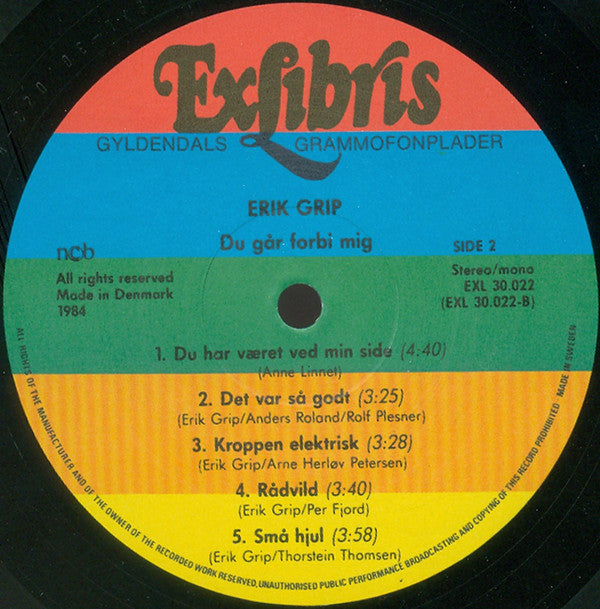 Exlibris
GYLDENDALS GRAMMOFONPLADER
ERIK GRIP
Du går forbi mig
SIDE 2
ncb
All rights reserved
Made in Denmark
1984
Stereo/mono
EXL 30.022
(EXL 30.022-B)
1. Du har været ved min side (4:40)
(Anne Linnet)
2. Det var så godt (3:25)
(Erik Grip/Anders Roland/Rolf Plesner)
3. Kroppen elektrisk (3:28)
(Erik Grip/Arne Herløv Petersen)
4. Rådvild (3:40)
(Erik Grip/Per Fjord)
5. Små hjul (3:58)
(Erik Grip/Thorstein Thomsen)
ALL RIGHTS OF THE MANUFACTURER AND OF THE OWNER OF THE RECORDED WORK RESERVED, UNAUTHORISED PUBLIC PERFORMANCE BROADCASTING AND COPYING OF THIS RECORD PROHIBITED MADE IN SWEDEN